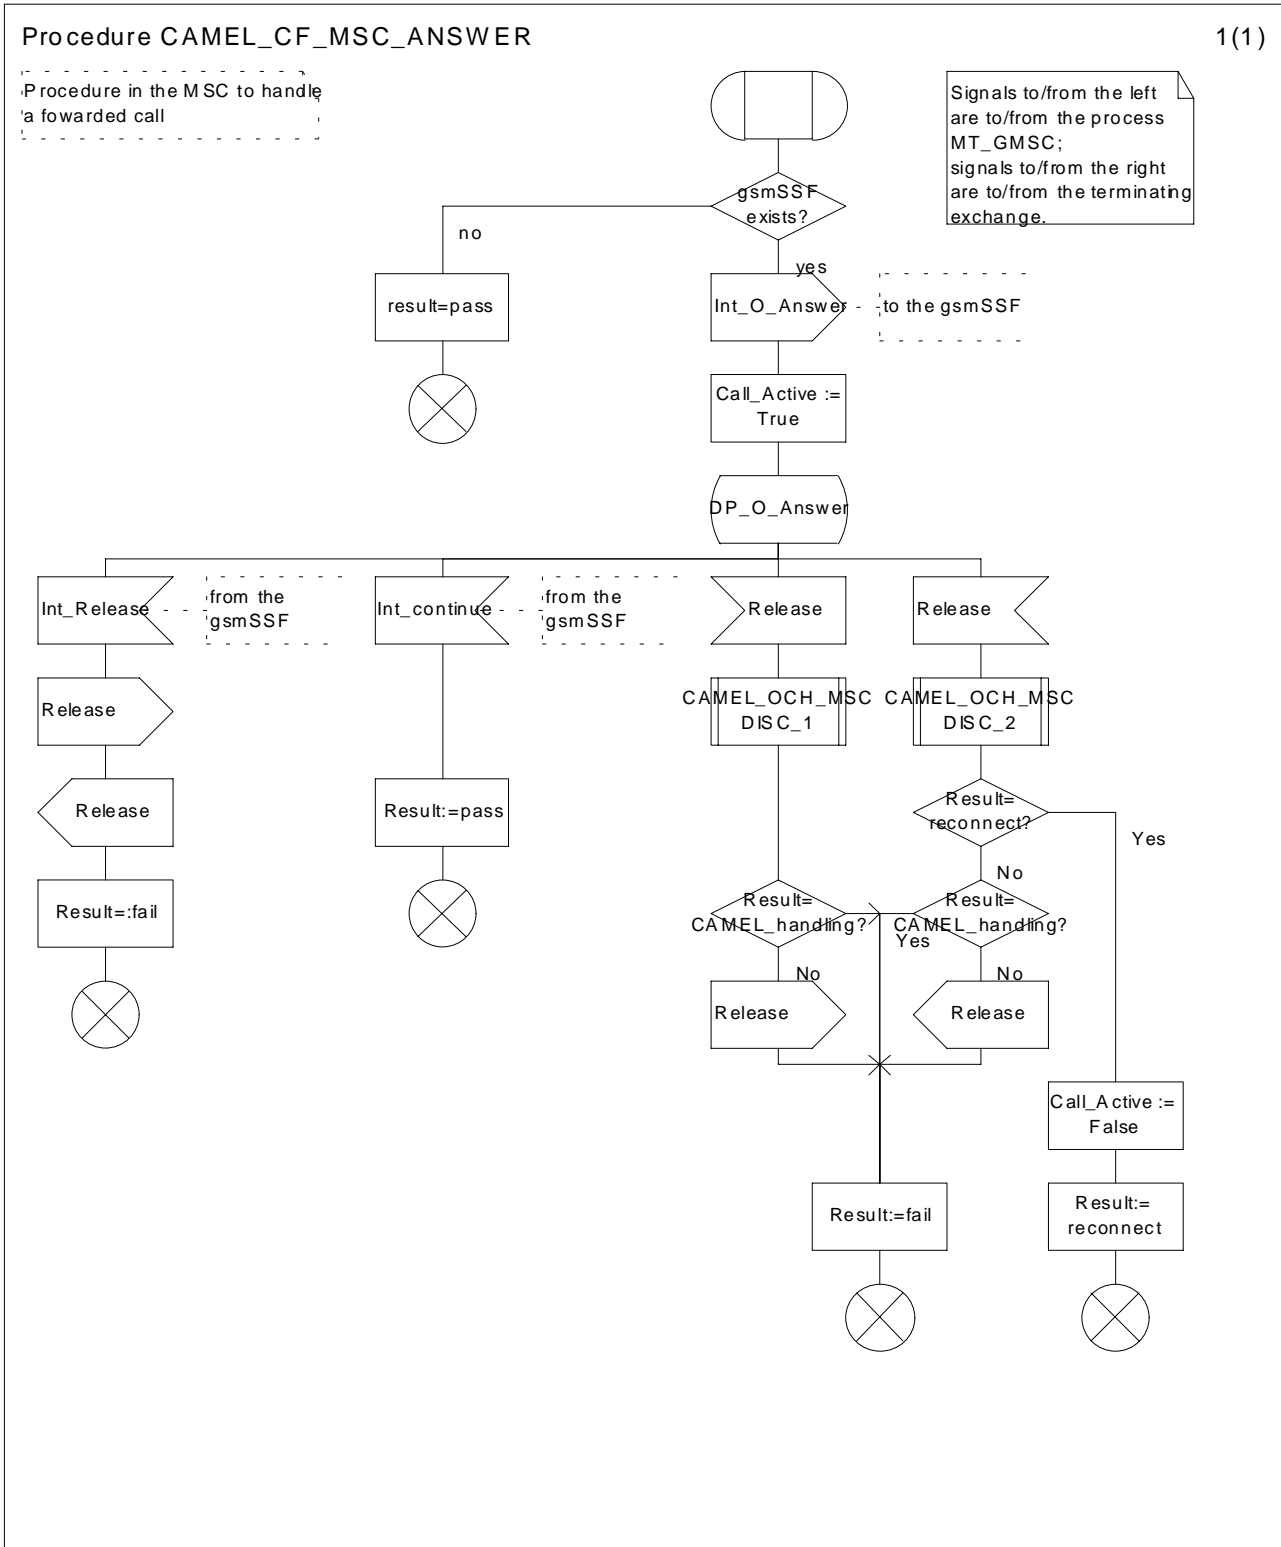 Procedure CAMEL_CF_MSC_ANSWER
1(1)
Procedure in the MSC to handle
a fowarded call
Signals to/from the left
are to/from the process
MT_GMSC;
signals to/from the right
are to/from the terminating
exchange.
gsmSSF
exists?
no
yes
result=pass
Int_O_Answer
to the gsmSSF
Call_Active :=
True
DP_O_Answer
Int_Release
from the
gsmSSF
Int_continue
from the
gsmSSF
Release
Release
Release
CAMEL_OCH_MSC
DISC_1
CAMEL_OCH_MSC
DISC_2
Release
Result:=pass
Result=
reconnect?
Yes
No
Result=:fail
Result=
CAMEL_handling?
Result=
CAMEL_handling?
Yes
No
No
Release
Release
Call_Active :=
False
Result:=fail
Result:=
reconnect